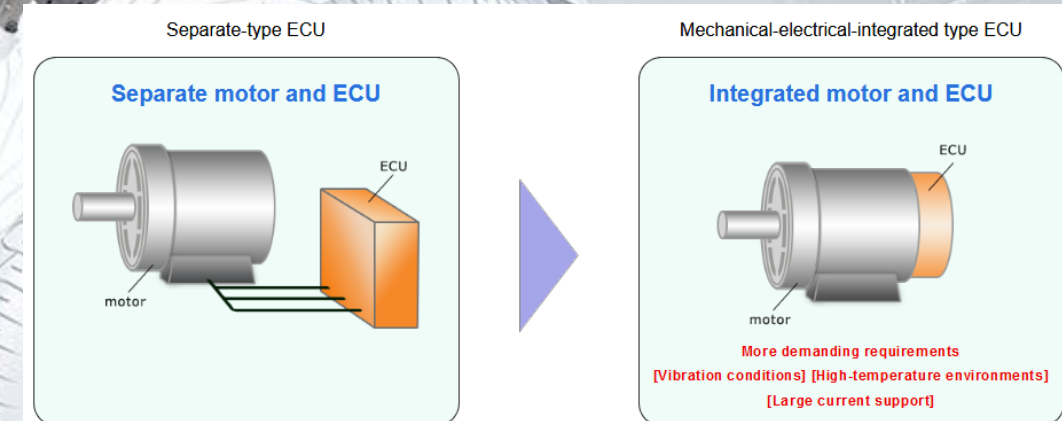 Separate-type ECU
Separate motor and ECU
ECU
motor
Mechanical-electrical-integrated type ECU
Integrated motor and ECU
ECU
motor
More demanding requirements
[Vibration conditions] [High-temperature environments]
[Large current support]